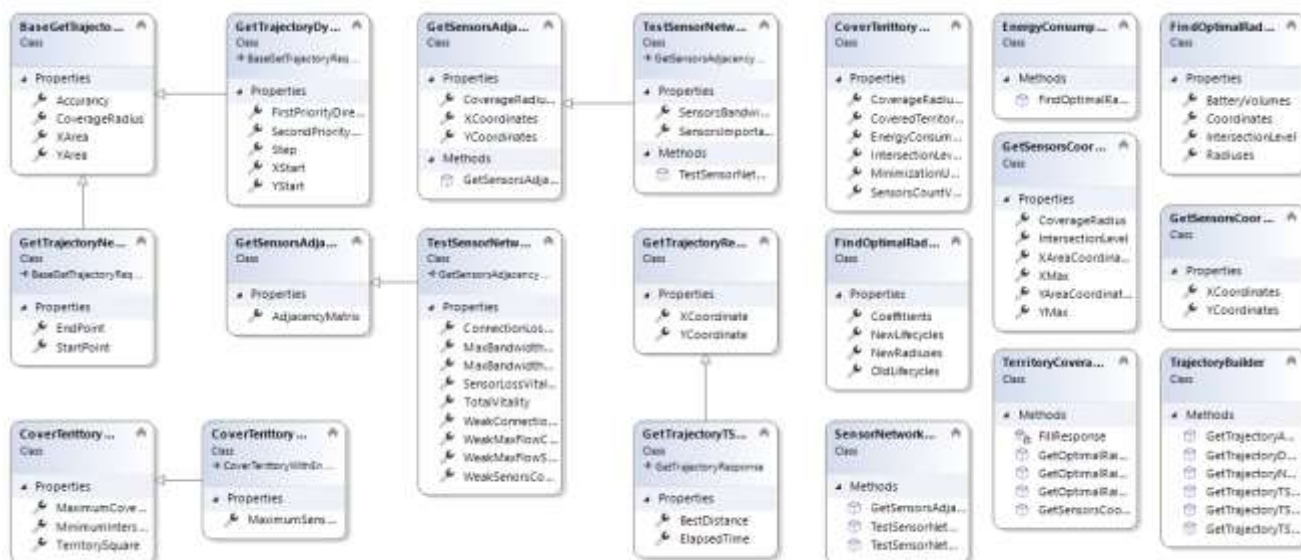 BaseGetTrajecto...
Class
Properties
Accurancy
CoverageRadius
XArea
YArea
GetTrajectoryDy...
Class
BaseGetTrajectoryReq...
Properties
FirstPriorityDire...
SecondPriority...
Step
XStart
YStart
GetSensorsAdja...
Class
Properties
CoverageRadiu...
XCoordinates
YCoordinates
Methods
GetSensorsAdja...
TestSensorNetw...
Class
GetSensorsAdjacency...
Properties
SensorsBandwi...
SensorsImporta...
Methods
TestSensorNet...
CoverTerritory...
Class
Properties
CoverageRadiu...
CoveredTerritor...
EnergyConsum...
IntersectionLev...
MinimizationU...
SensorsCountV...
EnergyConsump...
Class
Methods
FindOptimalRa...
FindOptimalRad...
Class
Properties
BatteryVolumes
Coordinates
IntersectionLevel
Radiuses
GetTrajectoryNe...
Class
BaseGetTrajectoryReq...
Properties
EndPoint
StartPoint
GetSensorsAdja...
Class
Properties
AdjacencyMatrix
TestSensorNetw...
Class
GetSensorsAdjacency...
Properties
ConnectionLos...
MaxBandwidth...
MaxBandwidth...
SensorLossVital...
TotalVitality
WeakConnectio...
WeakMaxFlowC...
WeakMaxFlowS...
WeakSenorsCo...
GetTrajectoryRe...
Class
Properties
XCoordinate
YCoordinate
FindOptimalRad...
Class
Properties
Coeffitients
NewLifecycles
NewRadiuses
OldLifecycles
GetSensorsCoor...
Class
Properties
CoverageRadius
IntersectionLevel
XAreaCoordina...
XMax
YAreaCoordinat...
YMax
GetSensorsCoor...
Class
Properties
XCoordinates
YCoordinates
CoverTerritory...
Class
Properties
MaximumCove...
MinimumInters...
TerritorySquare
CoverTerritory...
Class
CoverTerritoryWithEn...
Properties
MaximumSens...
GetTrajectoryTS...
Class
GetTrajectoryResponse
Properties
BestDistance
ElapsedTime
SensorNetwork...
Class
Methods
GetSensorsAdja...
TestSensorNet...
TestSensorNet...
TerritoryCovera...
Class
Methods
FillResponse
GetOptimalRai...
GetOptimalRai...
GetOptimalRai...
GetSensorsCoo...
TrajectoryBuilder
Class
Methods
GetTrajectoryA...
GetTrajectoryD...
GetTrajectoryN...
GetTrajectoryTS...
GetTrajectoryTS...
GetTrajectoryTS...